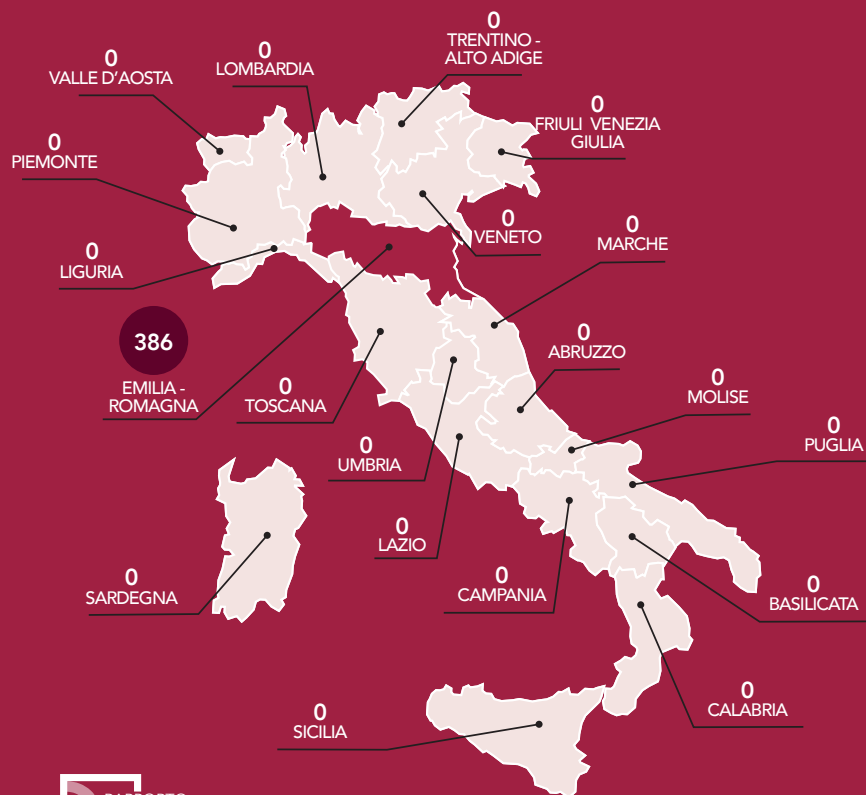 0
TRENTINO -
ALTO ADIGE
0
LOMBARDIA
0
VALLE D'AOSTA
0
FRIULI VENEZIA
GIULIA
0
PIEMONTE
0
VENETO
0
MARCHE
0
LIGURIA
386
EMILIA -
ROMAGNA
0
ABRUZZO
0
TOSCANA
0
MOLISE
0
PUGLIA
0
UMBRIA
0
LAZIO
0
SARDEGNA
0
CAMPANIA
0
BASILICATA
0
CALABRIA
0
SICILIA
RAPPORTO